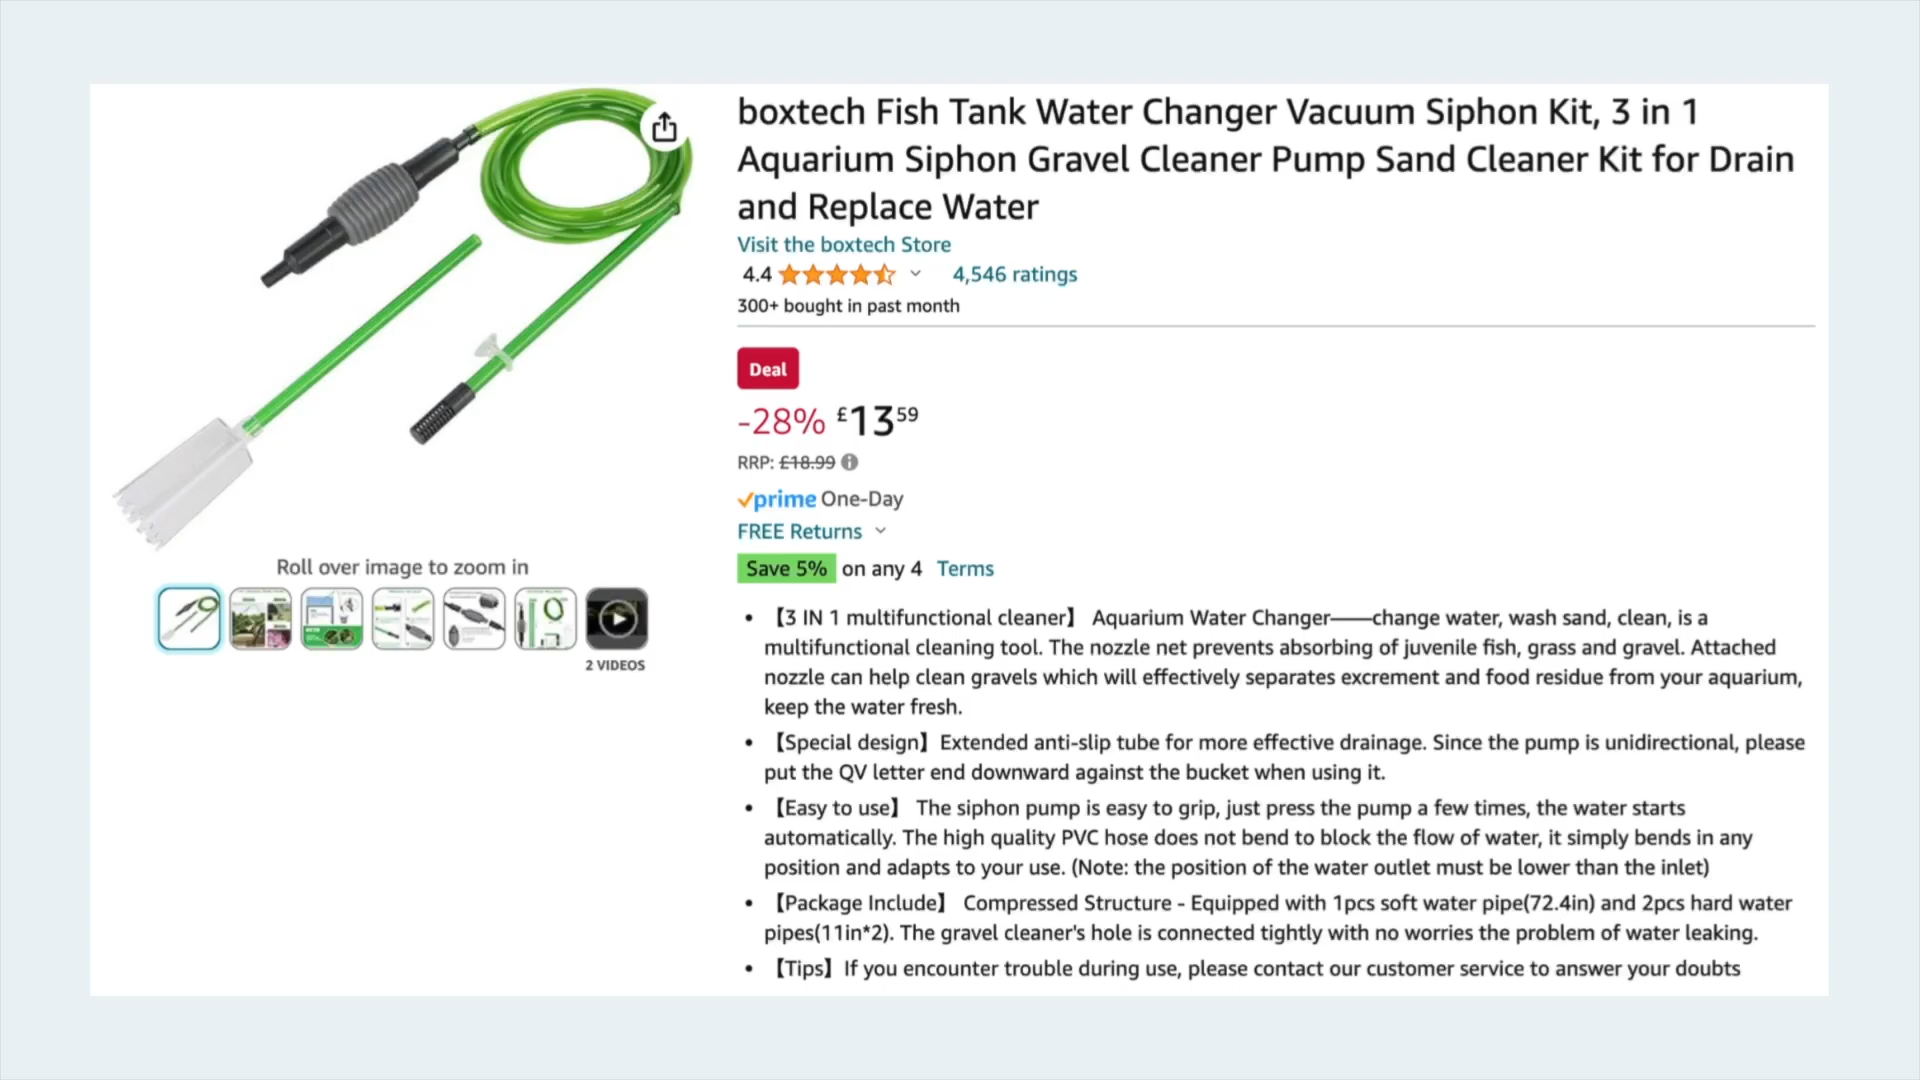 boxtech Fish Tank Water Changer Vacuum Siphon Kit, 3 in 1
Aquarium Siphon Gravel Cleaner Pump Sand Cleaner Kit for Drain
and Replace Water
Visit the boxtech Store
4.4 4,546 ratings
300+ bought in past month
Deal
-28% £13 59
RRP: £18.99
prime One-Day
FREE Returns
Save 5% on any 4 Terms
• 【3 IN 1 multifunctional cleaner】 Aquarium Water Changer——change water, wash sand, clean, is a
multifunctional cleaning tool. The nozzle net prevents absorbing of juvenile fish, grass and gravel. Attached
nozzle can help clean gravels which will effectively separates excrement and food residue from your aquarium,
keep the water fresh.
• 【Special design】Extended anti-slip tube for more effective drainage. Since the pump is unidirectional, please
put the QV letter end downward against the bucket when using it.
• 【Easy to use】 The siphon pump is easy to grip, just press the pump a few times, the water starts
automatically. The high quality PVC hose does not bend to block the flow of water, it simply bends in any
position and adapts to your use. (Note: the position of the water outlet must be lower than the inlet)
• 【Package Include】 Compressed Structure - Equipped with 1pcs soft water pipe(72.4in) and 2pcs hard water
pipes(11in*2). The gravel cleaner's hole is connected tightly with no worries the problem of water leaking.
• 【Tips】If you encounter trouble during use, please contact our customer service to answer your doubts
Roll over image to zoom in
2 VIDEOS